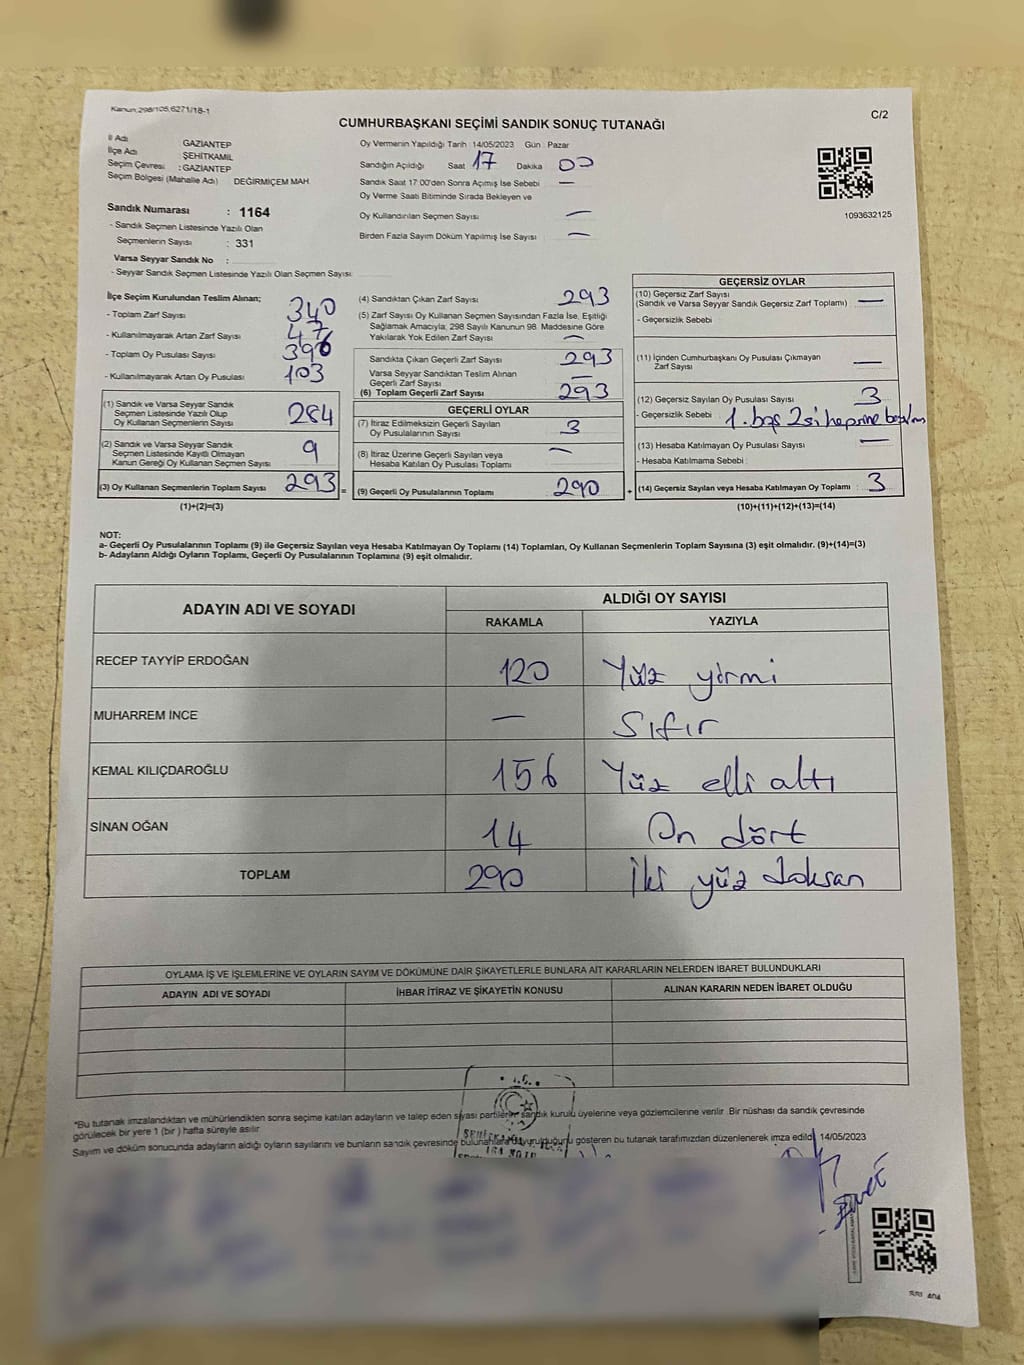 Kanun.298/105.6271/18-1
C/2
CUMHURBAŞKANI SEÇİMİ SANDIK SONUÇ TUTANAĞI
İl Adı GAZİANTEP
İlçe Adı ŞEHİTKAMİL
Seçim Çevresi : GAZİANTEP
Seçim Bölgesi (Mahalle Adı) DEĞİRMİÇEM MAH.
Sandık Numarası : 1164
- Sandık Seçmen Listesinde Yazılı Olan
Seçmenlerin Sayısı : 331
Varsa Seyyar Sandık No :
- Seyyar Sandık Seçmen Listesinde Yazılı Olan Seçmen Sayısı
Oy Vermenin Yapıldığı Tarih : 14/05/2023 Gün : Pazar
Sandığın Açıldığı Saat 17 Dakika 00
Sandık Saat 17:00'den Sonra Açmış İse Sebebi —
Oy Verme Saati Bitiminde Sırada Bekleyen ve
Oy Kullandırılan Seçmen Sayısı —
Birden Fazla Sayım Döküm Yapılmış İse Sayısı —
1093632125
İlçe Seçim Kurulundan Teslim Alınan;
- Toplam Zarf Sayısı 340
- Kullanılmayarak Artan Zarf Sayısı 47
- Toplam Oy Pusulası Sayısı 396
- Kullanılmayarak Artan Oy Pusulası 103
(1) Sandık ve Varsa Seyyar Sandık
Seçmen Listesinde Yazılı Olup
Oy Kullanan Seçmenlerin Sayısı 284
(2) Sandık ve Varsa Seyyar Sandık
Seçmen Listesinde Kayıtlı Olmayan
Kanun Gereği Oy Kullanan Seçmen Sayısı 9
(3) Oy Kullanan Seçmenlerin Toplam Sayısı 293 =
(1)+(2)=(3)
(4) Sandıktan Çıkan Zarf Sayısı 293
(5) Zarf Sayısı Oy Kullanan Seçmen Sayısından Fazla İse, Eşitliği
Sağlamak Amacıyla; 298 Sayılı Kanunun 98. Maddesine Göre
Yakılarak Yok Edilen Zarf Sayısı —
Sandıkta Çıkan Geçerli Zarf Sayısı 293
Varsa Seyyar Sandıktan Teslim Alınan
Geçerli Zarf Sayısı —
(6) Toplam Geçerli Zarf Sayısı 293
GEÇERLİ OYLAR
(7) İtiraz Edilmeksizin Geçerli Sayılan
Oy Pusulalarının Sayısı 3
(8) İtiraz Üzerine Geçerli Sayılan veya
Hesaba Katılan Oy Pusulası Toplamı —
(9) Geçerli Oy Pusulalarının Toplamı 290 +
GEÇERSİZ OYLAR
(10) Geçersiz Zarf Sayısı
(Sandık ve Varsa Seyyar Sandık Geçersiz Zarf Toplamı) —
- Geçersizlik Sebebi
(11) İçinden Cumhurbaşkanı Oy Pusulası Çıkmayan
Zarf Sayısı —
(12) Geçersiz Sayılan Oy Pusulası Sayısı 3
- Geçersizlik Sebebi 1. boş 2si hepsine
(13) Hesaba Katılmayan Oy Pusulası Sayısı —
- Hesaba Katılmama Sebebi
(14) Geçersiz Sayılan veya Hesaba Katılmayan Oy Toplamı : 3
(10)+(11)+(12)+(13)=(14)
NOT:
a- Geçerli Oy Pusulalarının Toplamı (9) ile Geçersiz Sayılan veya Hesaba Katılmayan Oy Toplamı (14) Toplamları, Oy Kullanan Seçmenlerin Toplam Sayısına (3) eşit olmalıdır. (9)+(14)=(3)
b- Adayların Aldığı Oyların Toplamı, Geçerli Oy Pusulalarının Toplamına (9) eşit olmalıdır.
ADAYIN ADI VE SOYADI
ALDIĞI OY SAYISI
RAKAMLA YAZIYLA
RECEP TAYYİP ERDOĞAN 120 Yüz yirmi
MUHARREM İNCE — Sıfır
KEMAL KILIÇDAROĞLU 156 Yüz elli altı
SİNAN OĞAN 14 On dört
TOPLAM 290 İki yüz doksan
OYLAMA İŞ VE İŞLEMLERİNE VE OYLARIN SAYIM VE DÖKÜMÜNE DAİR ŞİKAYETLERLE BUNLARA AİT KARARLARIN NELERDEN İBARET BULUNDUKLARI
ADAYIN ADI VE SOYADI İHBAR İTİRAZ VE ŞİKAYETİN KONUSU ALINAN KARARIN NEDEN İBARET OLDUĞU
*Bu tutanak imzalandıktan ve mühürlendikten sonra seçime katılan adayların ve talep eden siyasi partilerin sandık kurulu üyelerine veya gözlemcilerine verilir. Bir nüshası da sandık çevresinde
görülecek bir yere 1 (bir) hafta süreyle asılır.
Sayım ve döküm sonucunda adayların aldığı oyların sayılarını ve bunların sandık çevresinde bulunanlara duyurulduğunu gösteren bu tutanak tarafımızdan düzenlenerek imza edildi. 14/05/2023